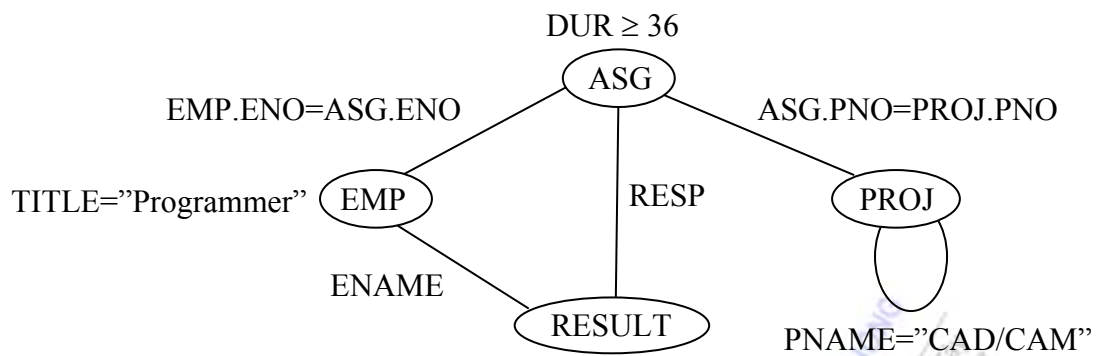 DUR ≥ 36
ASG
EMP.ENO=ASG.ENO
ASG.PNO=PROJ.PNO
TITLE=”Programmer”
EMP
RESP
PROJ
ENAME
RESULT
PNAME=”CAD/CAM”